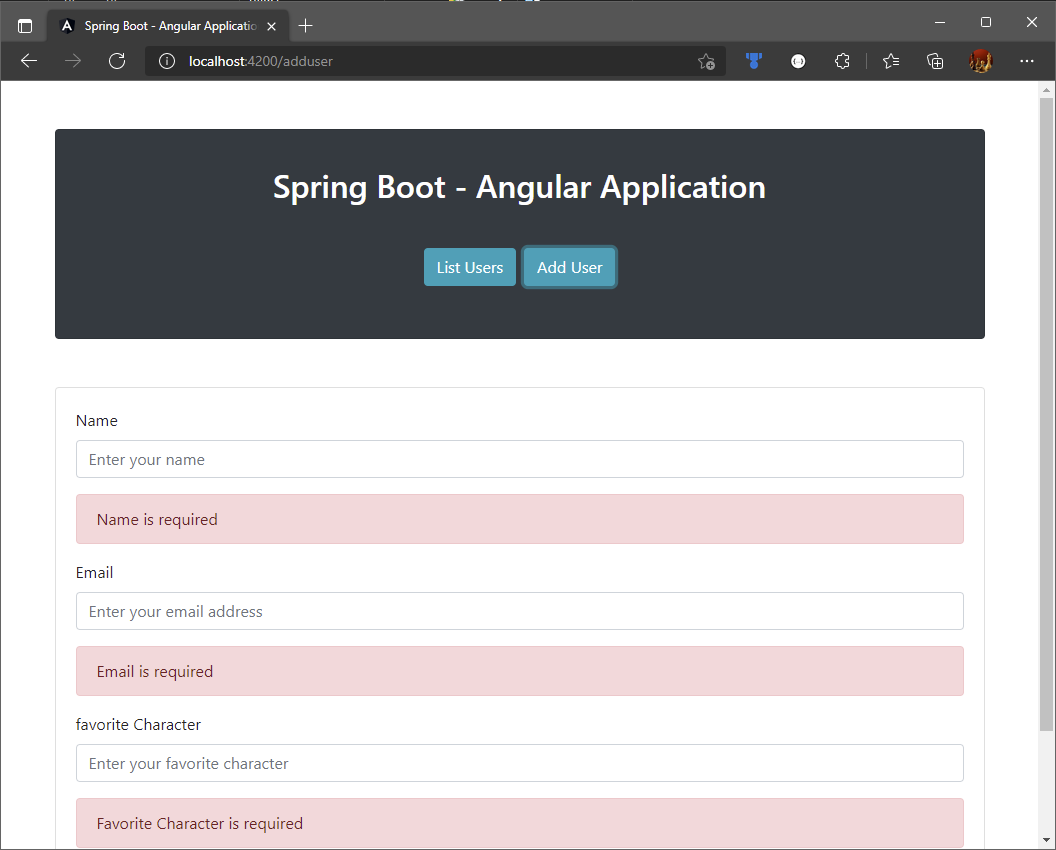 Spring Boot - Angular Applicatio
localhost:4200/adduser
Spring Boot - Angular Application
List Users Add User
Name
Enter your name
Name is required
Email
Enter your email address
Email is required
favorite Character
Enter your favorite character
Favorite Character is required